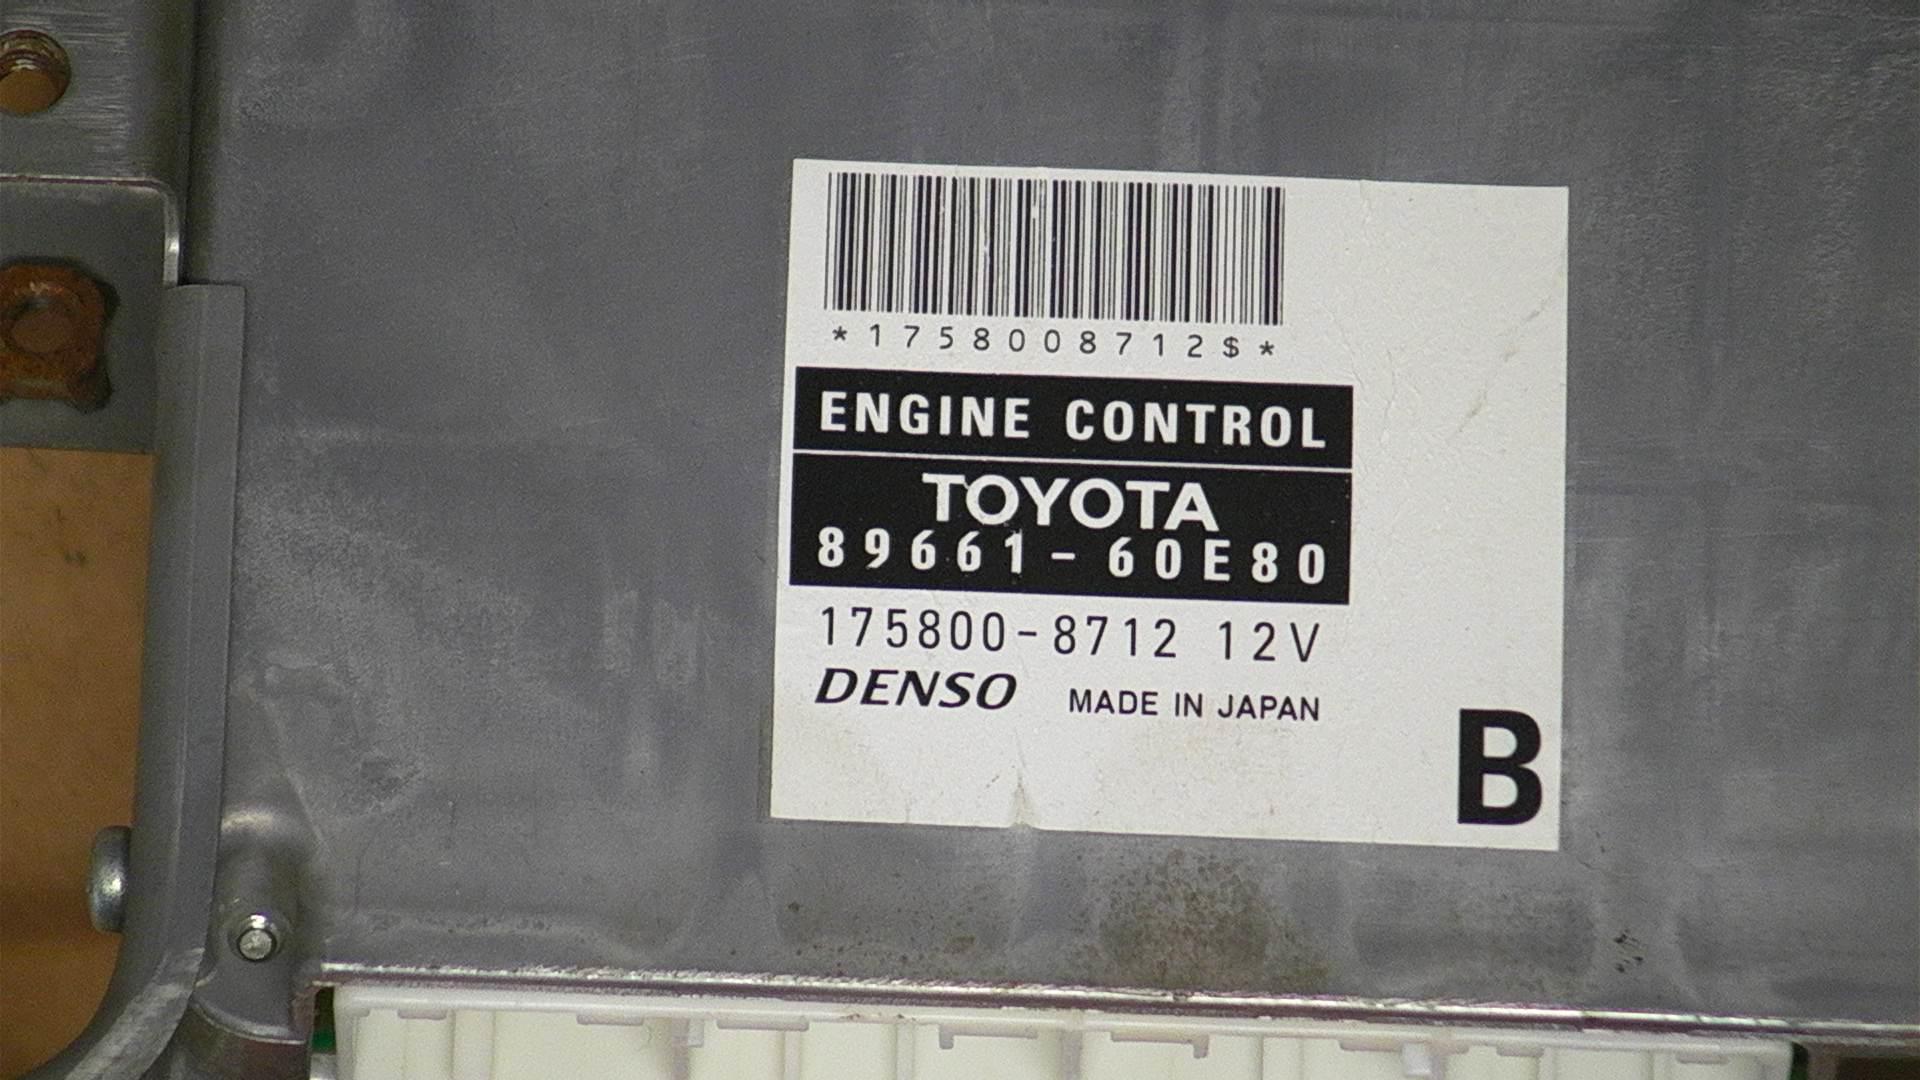 *1758008712$*
ENGINE CONTROL
TOYOTA
89661-60E80
175800-8712 12V
DENSO MADE IN JAPAN
B